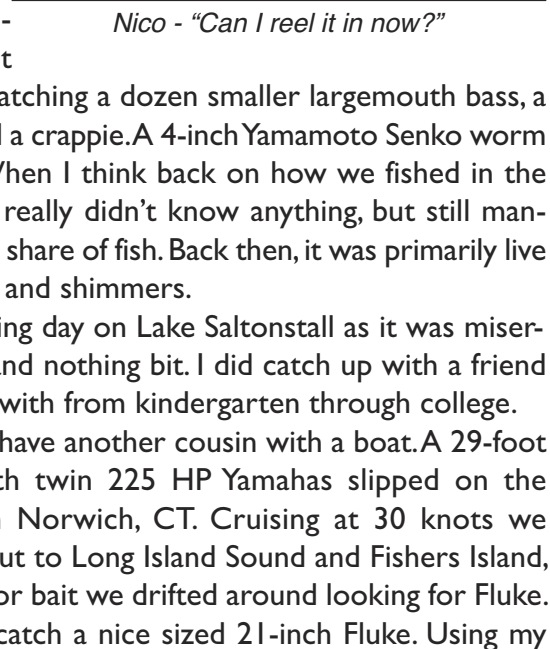 Nico - “Can I reel it in now?”
-
t
atching a dozen smaller largemouth bass, a
a crappie. A 4-inch Yamamoto Senko worm
When I think back on how we fished in the
really didn’t know anything, but still man-
share of fish. Back then, it was primarily live
and shimmers.
ing day on Lake Saltonstall as it was miser-
and nothing bit. I did catch up with a friend
with from kindergarten through college.
have another cousin with a boat. A 29-foot
th twin 225 HP Yamahas slipped on the
Norwich, CT. Cruising at 30 knots we
ut to Long Island Sound and Fishers Island,
or bait we drifted around looking for Fluke.
catch a nice sized 21-inch Fluke. Using my